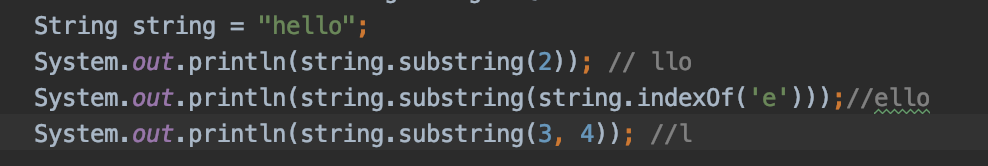 String string = "hello";
System.out.println(string.substring(2)); // llo
System.out.println(string.substring(string.indexOf('e')));//ello
System.out.println(string.substring(3, 4)); //l